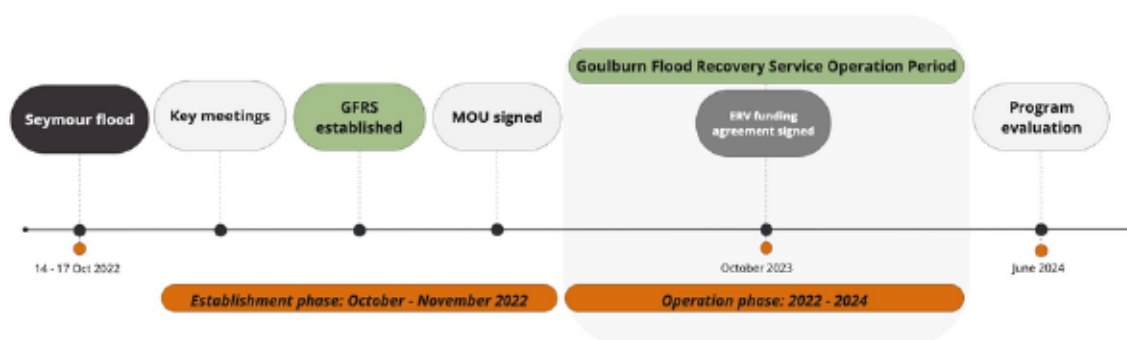 Goulburn Flood Recovery Service Operation Period
Seymour flood
Key meetings
GFRS
established
MOU signed
ERV funding
agreement signed
Program
evaluation
14 - 17 Oct 2022
October 2023
June 2024
Establishment phase: October - November 2022
Operation phase: 2022 - 2024